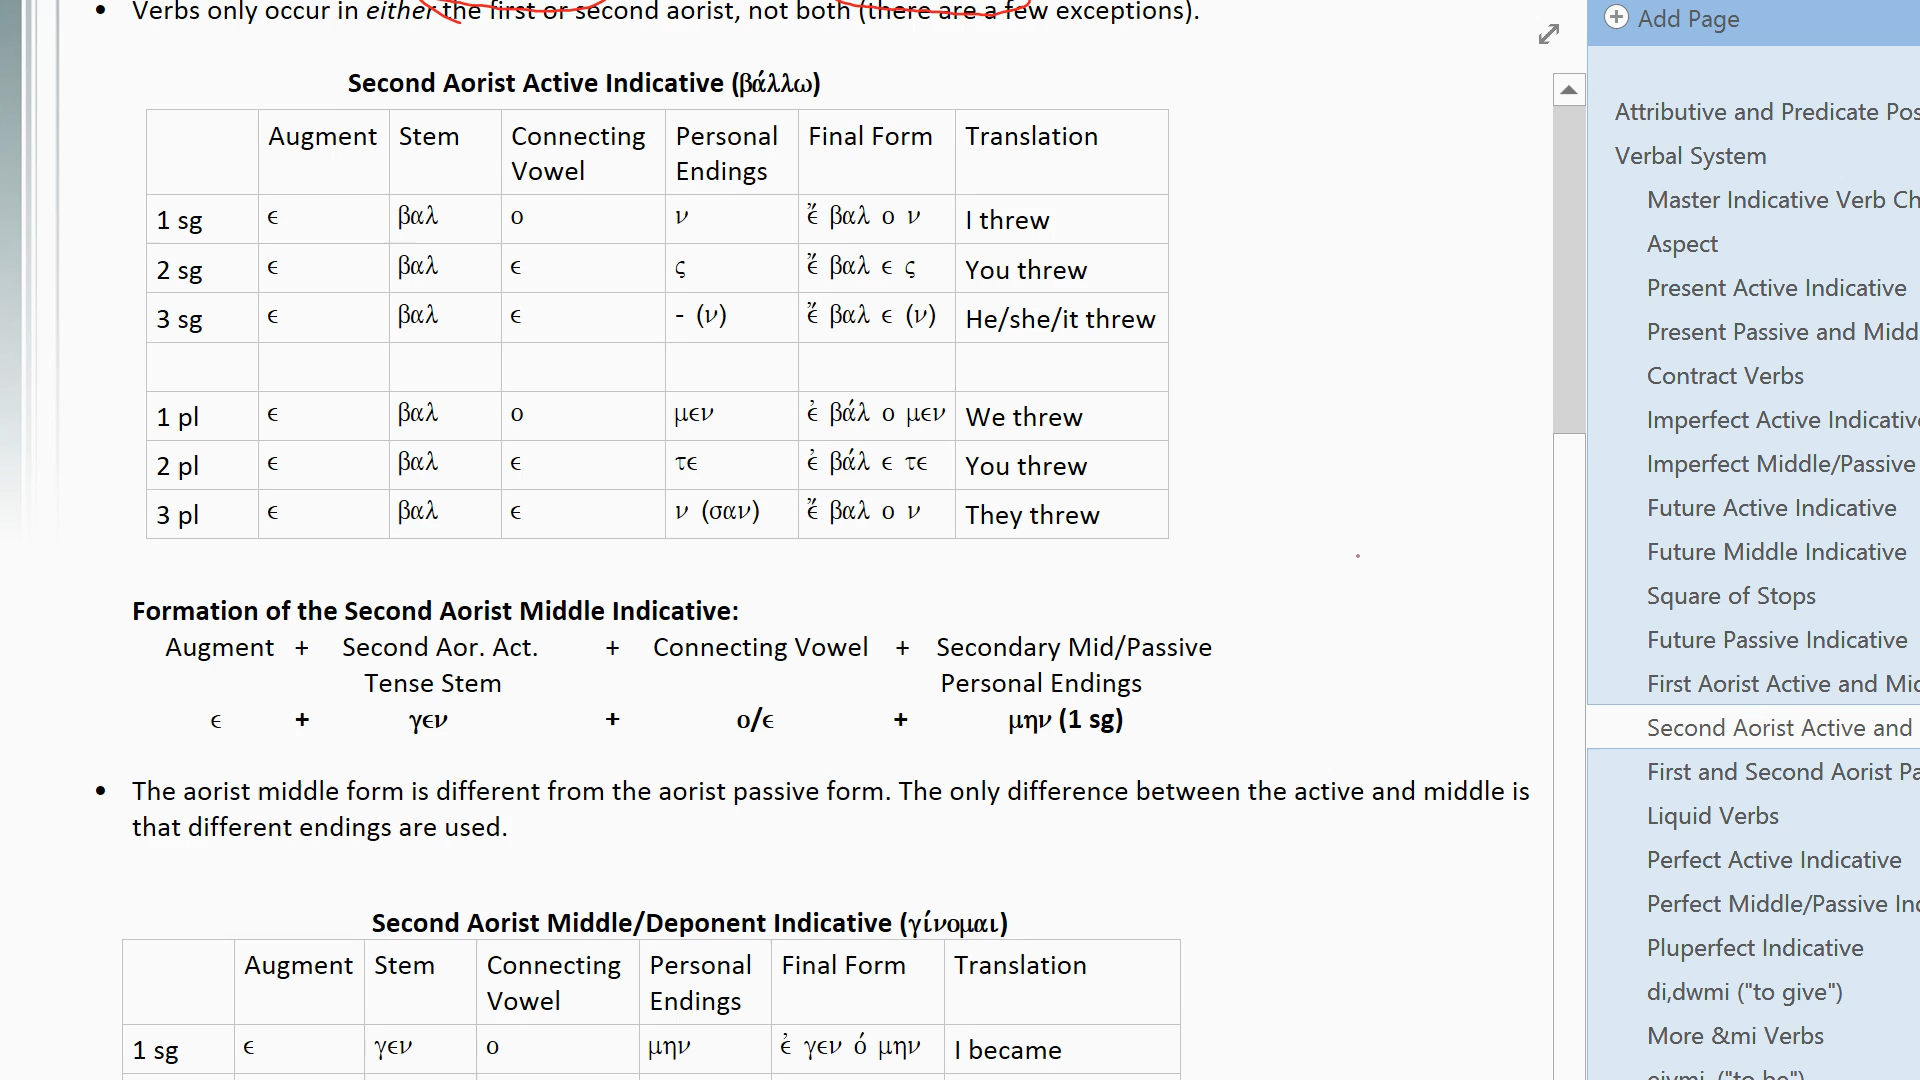 • Verbs only occur in either the first or second aorist, not both (there are a few exceptions).
Second Aorist Active Indicative (βάλλω)
Augment Stem Connecting Vowel Personal Endings Final Form Translation
1 sg ϵ βαλ ο ν ἔ βαλ ο ν I threw
2 sg ϵ βαλ ϵ ς ἔ βαλ ϵ ς You threw
3 sg ϵ βαλ ϵ - (ν) ἔ βαλ ϵ (ν) He/she/it threw
1 pl ϵ βαλ ο μϵν ἐ βάλ ο μϵν We threw
2 pl ϵ βαλ ϵ τϵ ἐ βάλ ϵ τϵ You threw
3 pl ϵ βαλ ϵ ν (σαν) ἔ βαλ ο ν They threw
Formation of the Second Aorist Middle Indicative:
Augment + Second Aor. Act. + Connecting Vowel + Secondary Mid/Passive
Tense Stem Personal Endings
ϵ + γϵν + ο/ϵ + μην (1 sg)
• The aorist middle form is different from the aorist passive form. The only difference between the active and middle is
that different endings are used.
Second Aorist Middle/Deponent Indicative (γίνομαι)
Augment Stem Connecting Vowel Personal Endings Final Form Translation
1 sg ϵ γϵν ο μην ἐ γϵν ό μην I became
Add Page
Attributive and Predicate Pos
Verbal System
Master Indicative Verb Ch
Aspect
Present Active Indicative
Present Passive and Midd
Contract Verbs
Imperfect Active Indicative
Imperfect Middle/Passive
Future Active Indicative
Future Middle Indicative
Square of Stops
Future Passive Indicative
First Aorist Active and Mid
Second Aorist Active and
First and Second Aorist Pa
Liquid Verbs
Perfect Active Indicative
Perfect Middle/Passive Ind
Pluperfect Indicative
di,dwmi ("to give")
More &mi Verbs
eivmi, ("to be")